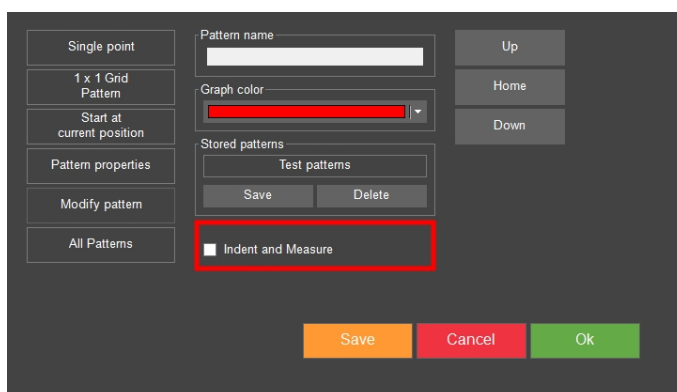 Single point
1 x 1 Grid
Pattern
Start at
current position
Pattern properties
Modify pattern
All Patterns
Pattern name
Graph color
Stored patterns
Test patterns
Save
Delete
Indent and Measure
Up
Home
Down
Save
Cancel
Ok